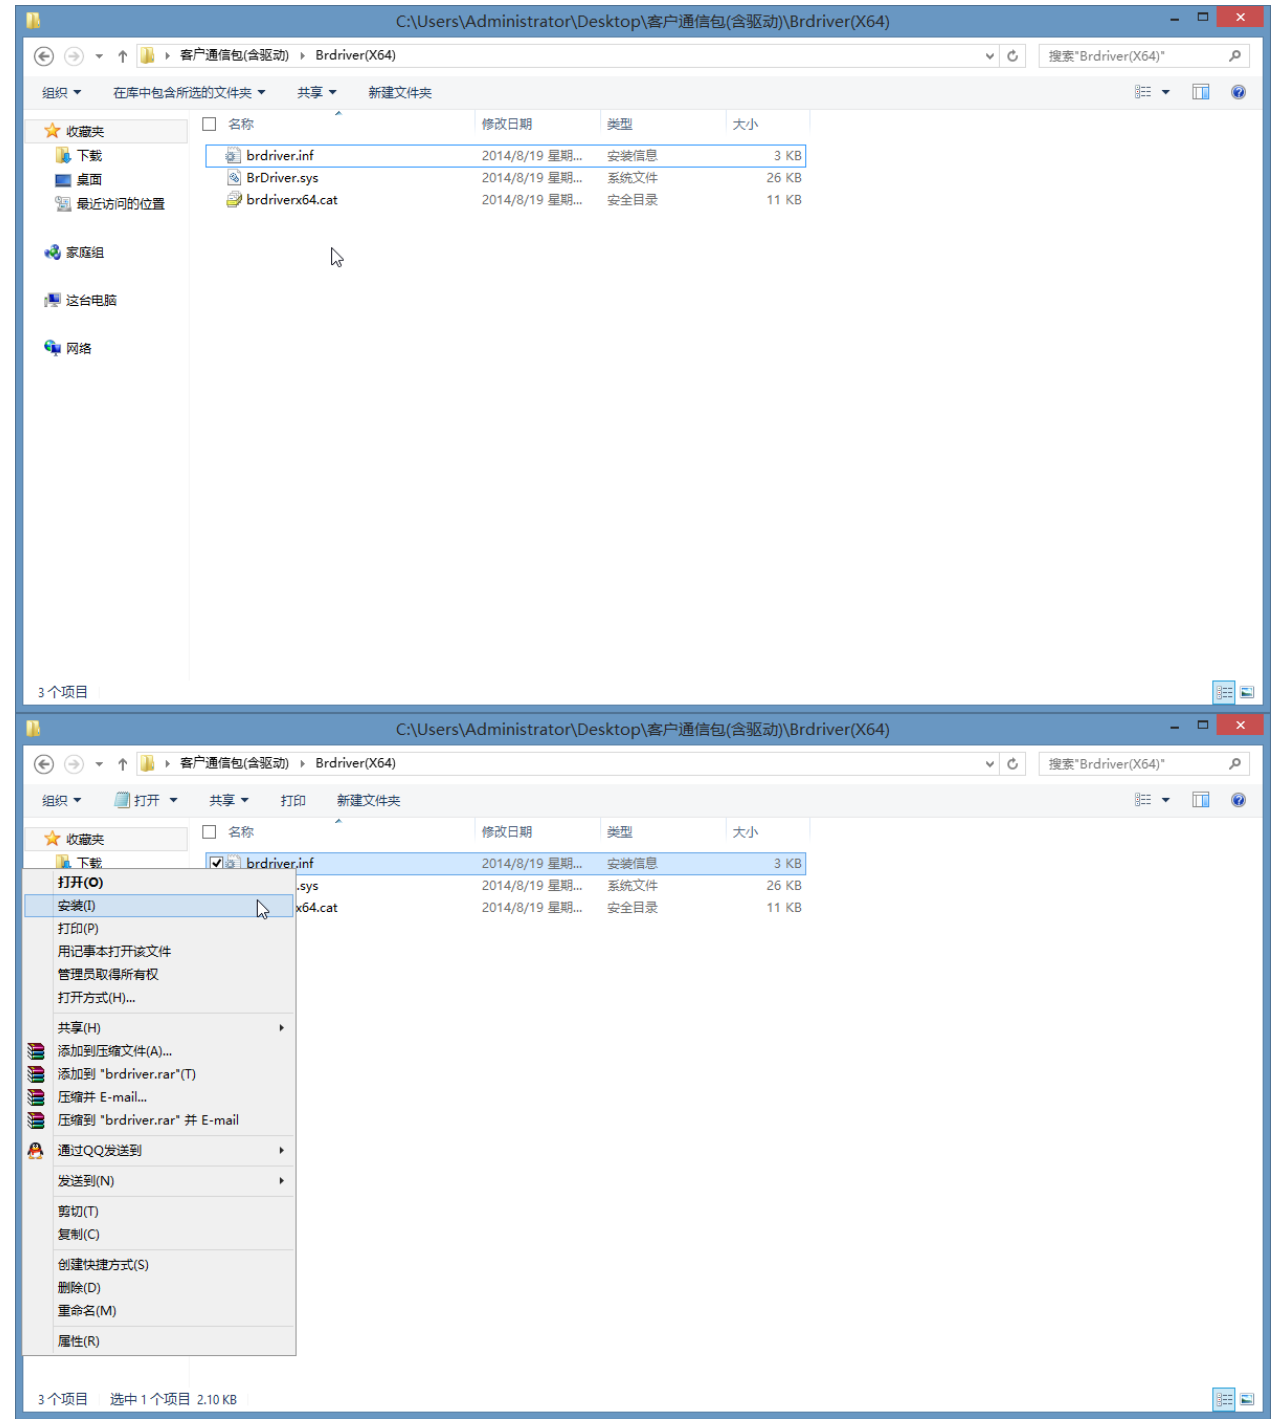 C:\Users\Administrator\Desktop\客户通信包(含驱动)\Brdriver(X64)
客户通信包(含驱动) Brdriver(X64) 搜索"Brdriver(X64)"
组织 在库中包含所选的文件夹 共享 新建文件夹
收藏夹
下载
桌面
最近访问的位置
家庭组
这台电脑
网络
名称 修改日期 类型 大小
brdriver.inf 2014/8/19 星期... 安装信息 3 KB
BrDriver.sys 2014/8/19 星期... 系统文件 26 KB
brdriverx64.cat 2014/8/19 星期... 安全目录 11 KB
3 个项目
C:\Users\Administrator\Desktop\客户通信包(含驱动)\Brdriver(X64)
客户通信包(含驱动) Brdriver(X64) 搜索"Brdriver(X64)"
组织 打开 共享 打印 新建文件夹
收藏夹
下载
名称 修改日期 类型 大小
brdriver.inf 2014/8/19 星期... 安装信息 3 KB
.sys 2014/8/19 星期... 系统文件 26 KB
x64.cat 2014/8/19 星期... 安全目录 11 KB
打开(O)
安装(I)
打印(P)
用记事本打开该文件
管理员取得所有权
打开方式(H)...
共享(H)
添加到压缩文件(A)...
添加到 "brdriver.rar"(T)
压缩并 E-mail...
压缩到 "brdriver.rar" 并 E-mail
通过QQ发送到
发送到(N)
剪切(T)
复制(C)
创建快捷方式(S)
删除(D)
重命名(M)
属性(R)
3 个项目 选中 1 个项目 2.10 KB